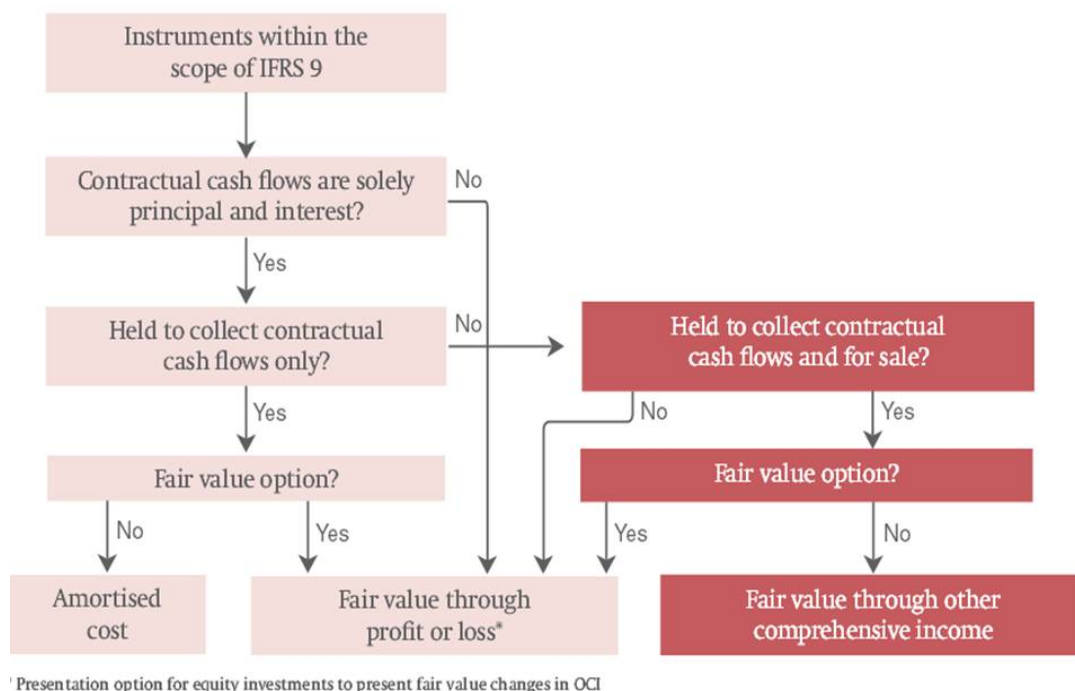 Instruments within the
scope of IFRS 9
Contractual cash flows are solely
principal and interest?
No
Yes
Held to collect contractual
cash flows only?
No
Held to collect contractual
cash flows and for sale?
Yes
No
Yes
Fair value option?
Fair value option?
No
Yes
Yes
No
Amortised
cost
Fair value through
profit or loss*
Fair value through other
comprehensive income
* Presentation option for equity investments to present fair value changes in OCI